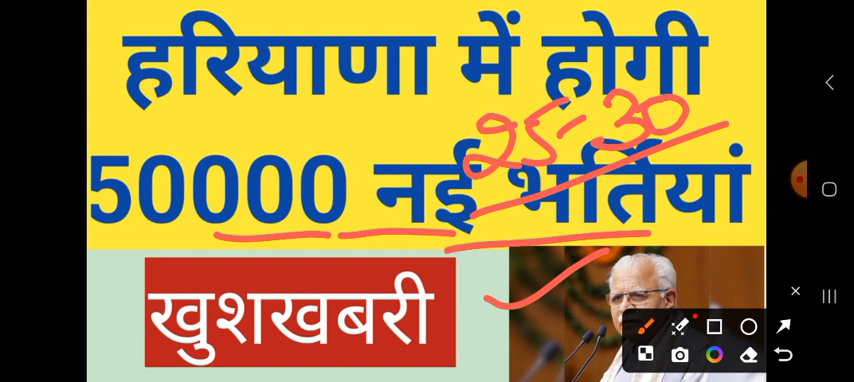 हरियाणा में होगी
25-30
50000 नई भर्तियां
खुशखबरी